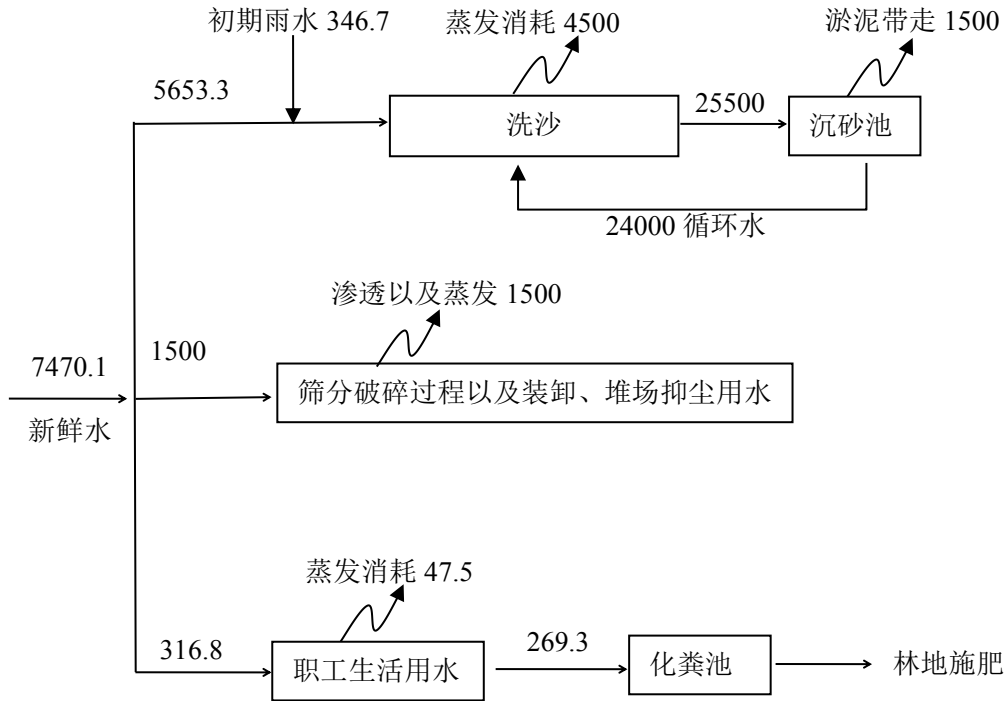 初期雨水 346.7
蒸发消耗 4500
淤泥带走 1500
5653.3
洗沙
25500
沉砂池
24000 循环水
渗透以及蒸发 1500
7470.1
1500
新鲜水
筛分破碎过程以及装卸、堆场抑尘用水
蒸发消耗 47.5
316.8
职工生活用水
269.3
化粪池
林地施肥